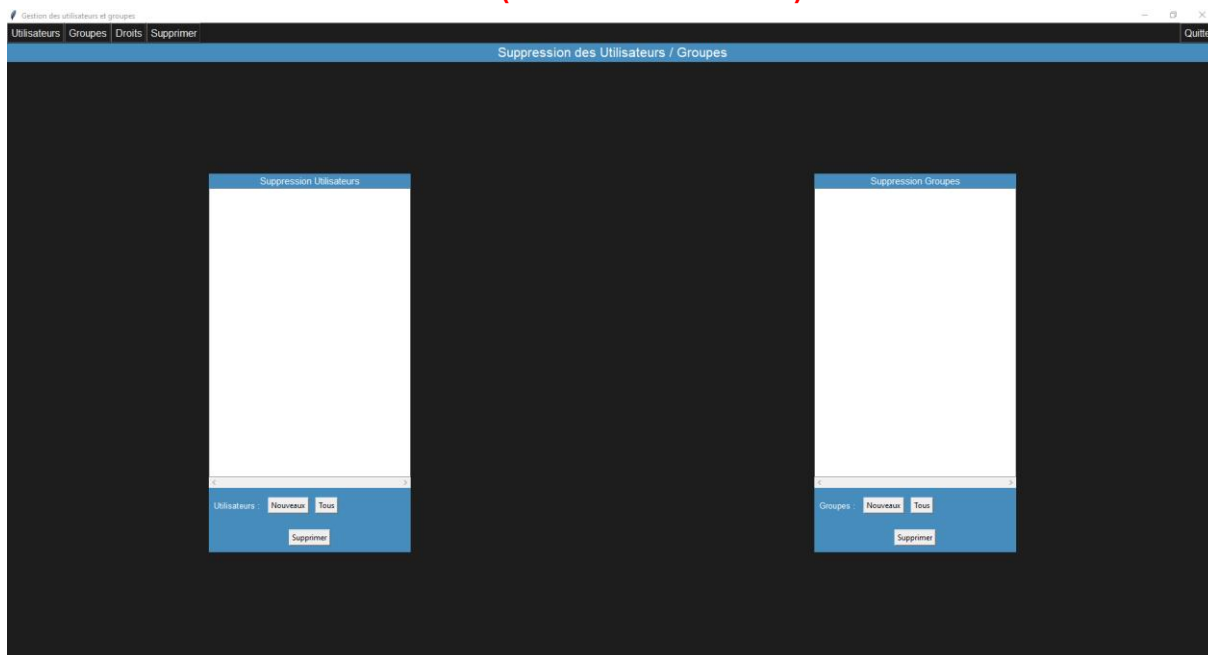 Gestion des utilisateurs et groupes
Utilisateurs Groupes Droits Supprimer Quitte
Suppression des Utilisateurs / Groupes
Suppression Utilisateurs
Utilisateurs : Nouveaux Tous
Supprimer
Suppression Groupes
Groupes : Nouveaux Tous
Supprimer